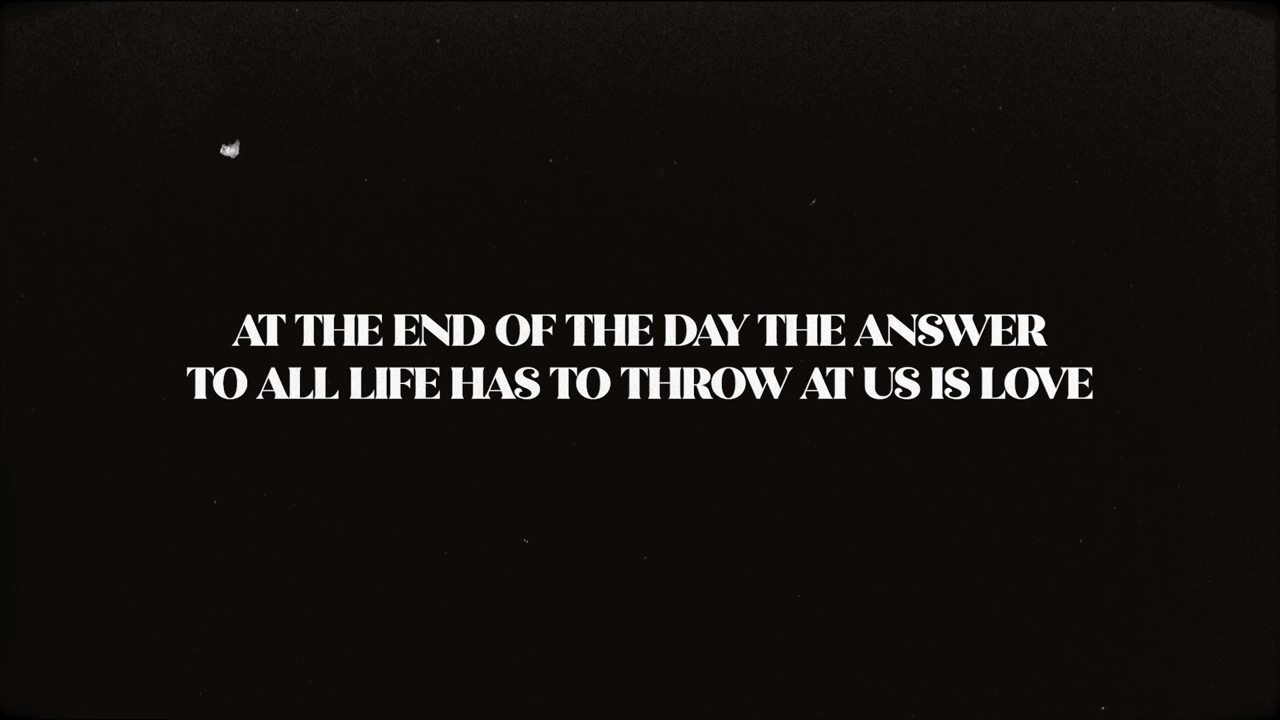 AT THE END OF THE DAY THE ANSWER
TO ALL LIFE HAS TO THROW AT US IS LOVE